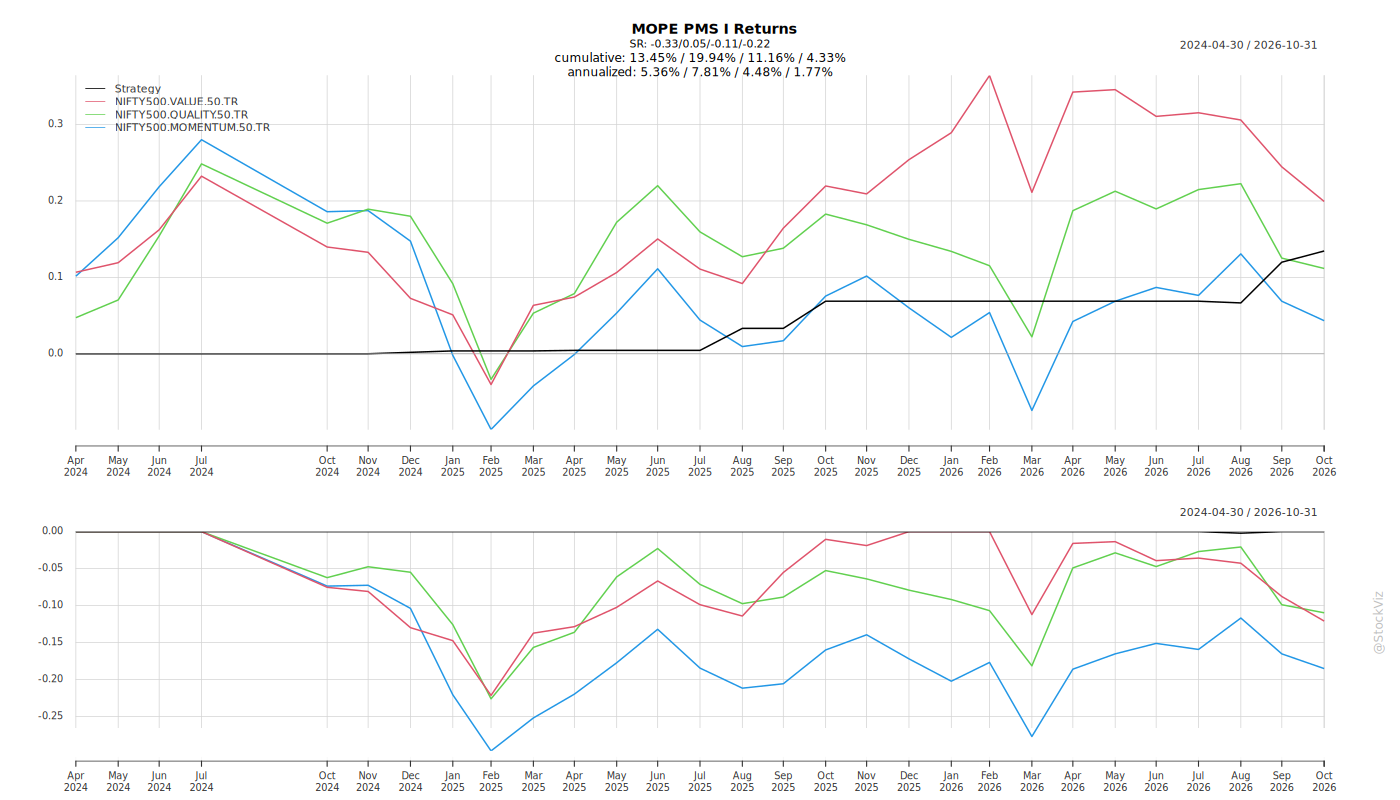 MOPE PMS I Returns
SR: -0.33/0.05/-0.11/-0.22
cumulative: 13.45% / 19.94% / 11.16% / 4.33%
annualized: 5.36% / 7.81% / 4.48% / 1.77%
2024-04-30 / 2026-10-31
Strategy
NIFTY500.VALUE.50.TR
NIFTY500.QUALITY.50.TR
NIFTY500.MOMENTUM.50.TR
0.3
0.2
0.1
0.0
Apr May Jun Jul Oct Nov Dec Jan Feb Mar Apr May Jun Jul Aug Sep Oct Nov Dec Jan Feb Mar Apr May Jun Jul Aug Sep Oct
2024 2024 2024 2024 2024 2024 2024 2025 2025 2025 2025 2025 2025 2025 2025 2025 2025 2025 2025 2026 2026 2026 2026 2026 2026 2026 2026 2026 2026
2024-04-30 / 2026-10-31
0.00
-0.05
-0.10
-0.15
-0.20
-0.25
Apr May Jun Jul Oct Nov Dec Jan Feb Mar Apr May Jun Jul Aug Sep Oct Nov Dec Jan Feb Mar Apr May Jun Jul Aug Sep Oct
2024 2024 2024 2024 2024 2024 2024 2025 2025 2025 2025 2025 2025 2025 2025 2025 2025 2025 2025 2026 2026 2026 2026 2026 2026 2026 2026 2026 2026
@StockViz